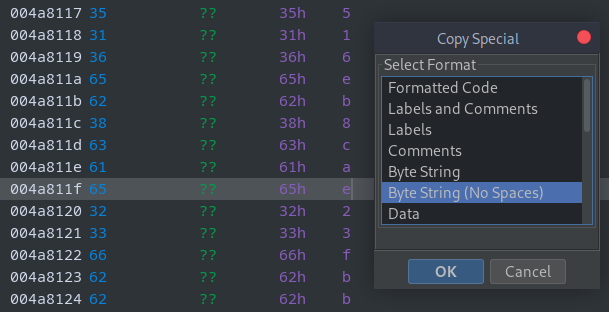 004a8117 35 ?? 35h 5
004a8118 31 ?? 31h 1
004a8119 36 ?? 36h 6
004a811a 65 ?? 65h e
004a811b 62 ?? 62h b
004a811c 38 ?? 38h 8
004a811d 63 ?? 63h c
004a811e 61 ?? 61h a
004a811f 65 ?? 65h e
004a8120 32 ?? 32h 2
004a8121 33 ?? 33h 3
004a8122 66 ?? 66h f
004a8123 62 ?? 62h b
004a8124 62 ?? 62h b
Copy Special
Select Format
Formatted Code
Labels and Comments
Labels
Comments
Byte String
Byte String (No Spaces)
Data
OK Cancel